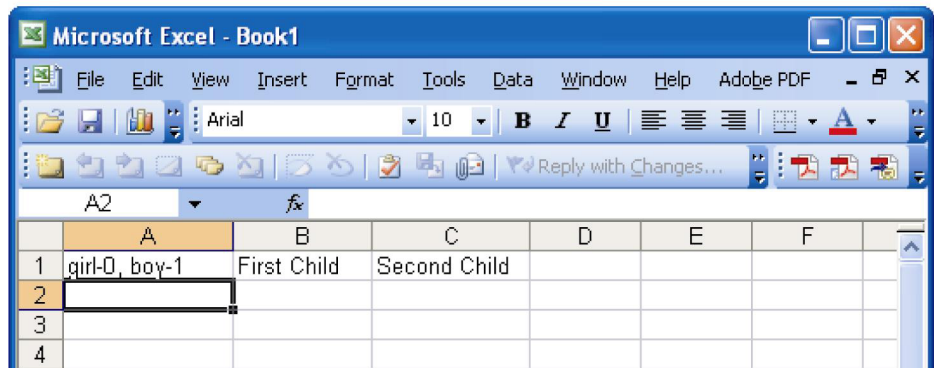 Microsoft Excel - Book1
File Edit View Insert Format Tools Data Window Help Adobe PDF
Arial 10 B I U A
Reply with Changes...
A2 fx
A B C D E F
1 girl-0, boy-1 First Child Second Child
2
3
4